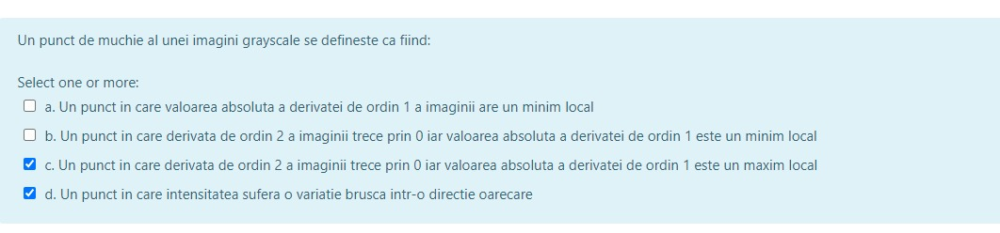 Un punct de muchie al unei imagini grayscale se defineste ca fiind:
Select one or more:
a. Un punct in care valoarea absoluta a derivatei de ordin 1 a imaginii are un minim local
b. Un punct in care derivata de ordin 2 a imaginii trece prin 0 iar valoarea absoluta a derivatei de ordin 1 este un minim local
c. Un punct in care derivata de ordin 2 a imaginii trece prin 0 iar valoarea absoluta a derivatei de ordin 1 este un maxim local
d. Un punct in care intensitatea sufera o variatie brusca intr-o directie oarecare